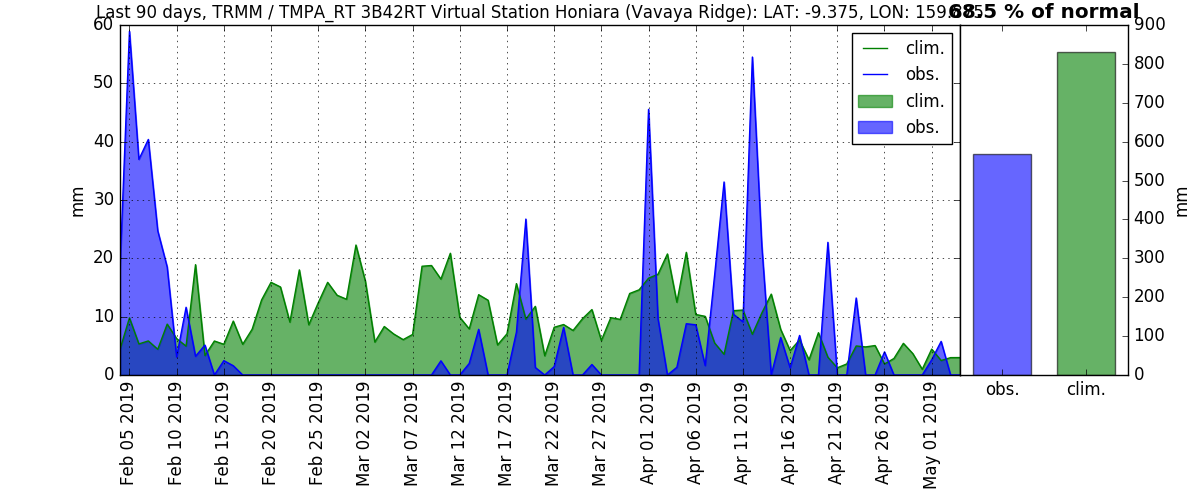 Last 90 days, TRMM / TMPA_RT 3B42RT Virtual Station Honiara (Vavaya Ridge): LAT: -9.375, LON:
68.5 % of normal
60
50
40
30
20
10
0
mm
clim.
obs.
clim.
obs.
Feb 05 2019
Feb 10 2019
Feb 15 2019
Feb 20 2019
Feb 25 2019
Mar 02 2019
Mar 07 2019
Mar 12 2019
Mar 17 2019
Mar 22 2019
Mar 27 2019
Apr 01 2019
Apr 06 2019
Apr 11 2019
Apr 16 2019
Apr 21 2019
Apr 26 2019
May 01 2019
900
800
700
600
500
400
300
200
100
0
mm
obs.
clim.